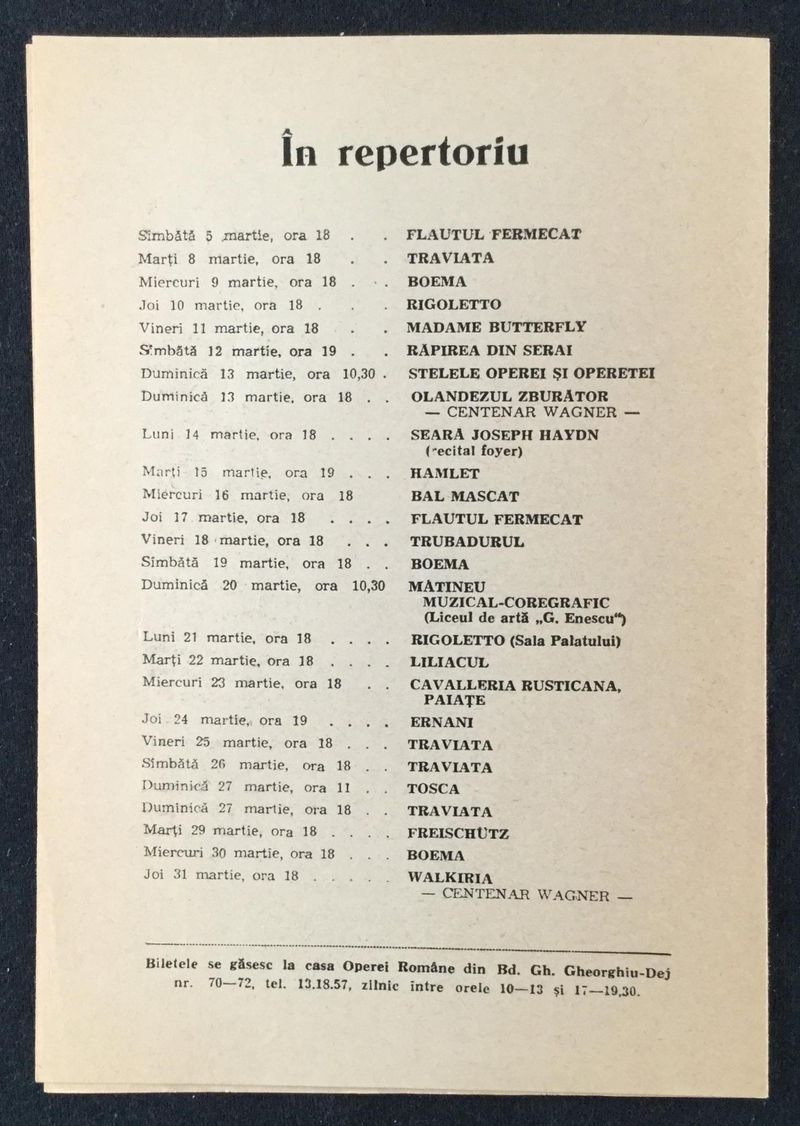 În repertoriu
Sîmbătă 5 martie, ora 18 . . FLAUTUL FERMECAT
Marți 8 martie, ora 18 . . TRAVIATA
Miercuri 9 martie, ora 18 . . BOEMA
Joi 10 martie, ora 18 . . . RIGOLETTO
Vineri 11 martie, ora 18 . . MADAME BUTTERFLY
Sîmbătă 12 martie, ora 19 . . RĂPIREA DIN SERAI
Duminică 13 martie, ora 10,30 . STELELE OPEREI ȘI OPERETEI
Duminică 13 martie, ora 18 . . OLANDEZUL ZBURĂTOR
— CENTENAR WAGNER —
Luni 14 martie, ora 18 . . . . SEARĂ JOSEPH HAYDN
(recital foyer)
Marți 15 martie, ora 19 . . . HAMLET
Miercuri 16 martie, ora 18 BAL MASCAT
Joi 17 martie, ora 18 . . . . FLAUTUL FERMECAT
Vineri 18 martie, ora 18 . . . TRUBADURUL
Sîmbătă 19 martie, ora 18 . . BOEMA
Duminică 20 martie, ora 10,30 MATINEU
MUZICAL-COREGRAFIC
(Liceul de artă „G. Enescu“)
Luni 21 martie, ora 18 . . . . RIGOLETTO (Sala Palatului)
Marți 22 martie, ora 18 . . . . LILIACUL
Miercuri 23 martie, ora 18 . . CAVALLERIA RUSTICANA,
PAIAȚE
Joi 24 martie, ora 19 . . . . ERNANI
Vineri 25 martie, ora 18 . . . TRAVIATA
Sîmbătă 26 martie, ora 18 . . TRAVIATA
Duminică 27 martie, ora 11 . . TOSCA
Duminică 27 martie, ora 18 . . TRAVIATA
Marți 29 martie, ora 18 . . . . FREISCHÜTZ
Miercuri 30 martie, ora 18 . . . BOEMA
Joi 31 martie, ora 18 . . . . . WALKIRIA
— CENTENAR WAGNER —
Biletele se găsesc la casa Operei Române din Bd. Gh. Gheorghiu-Dej
nr. 70—72, tel. 13.18.57, zilnic intre orele 10—13 și 17—19,30.